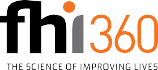 fhi360
THE SCIENCE OF IMPROVING LIVES